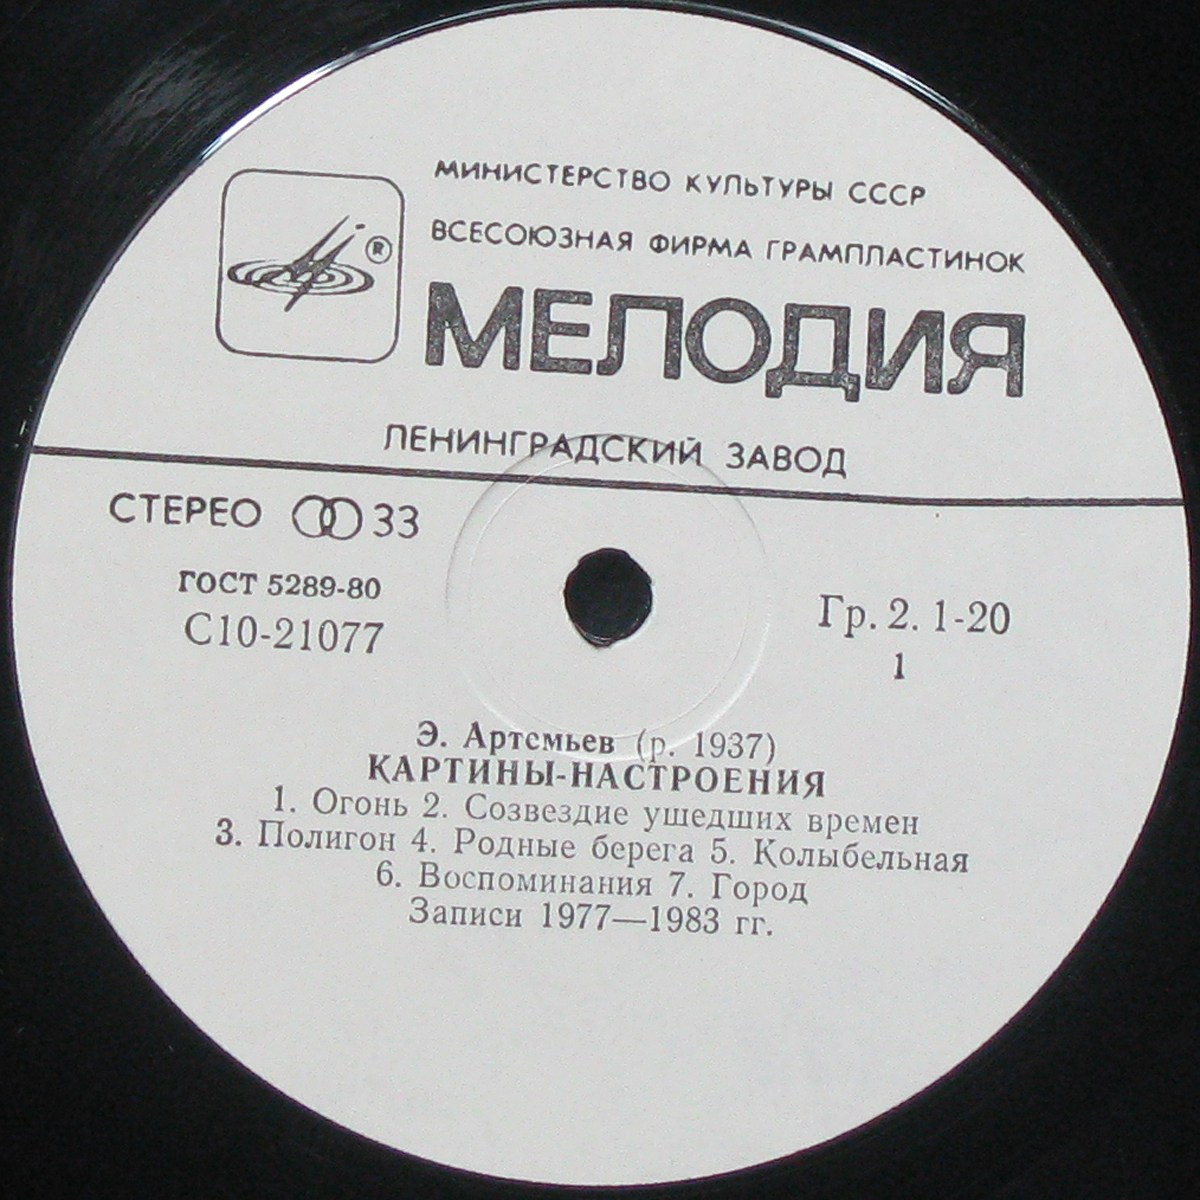 МИНИСТЕРСТВО КУЛЬТУРЫ СССР
ВСЕСОЮЗНАЯ ФИРМА ГРАМПЛАСТИНОК
®
МЕЛОДИЯ
ЛЕНИНГРАДСКИЙ ЗАВОД
СТЕРЕО 33
ГОСТ 5289-80
С10-21077
Гр. 2. 1-20
1
Э. Артемьев (р. 1937)
КАРТИНЫ-НАСТРОЕНИЯ
1. Огонь 2. Созвездие ушедших времен
3. Полигон 4. Родные берега 5. Колыбельная
6. Воспоминания 7. Город
Записи 1977—1983 гг.